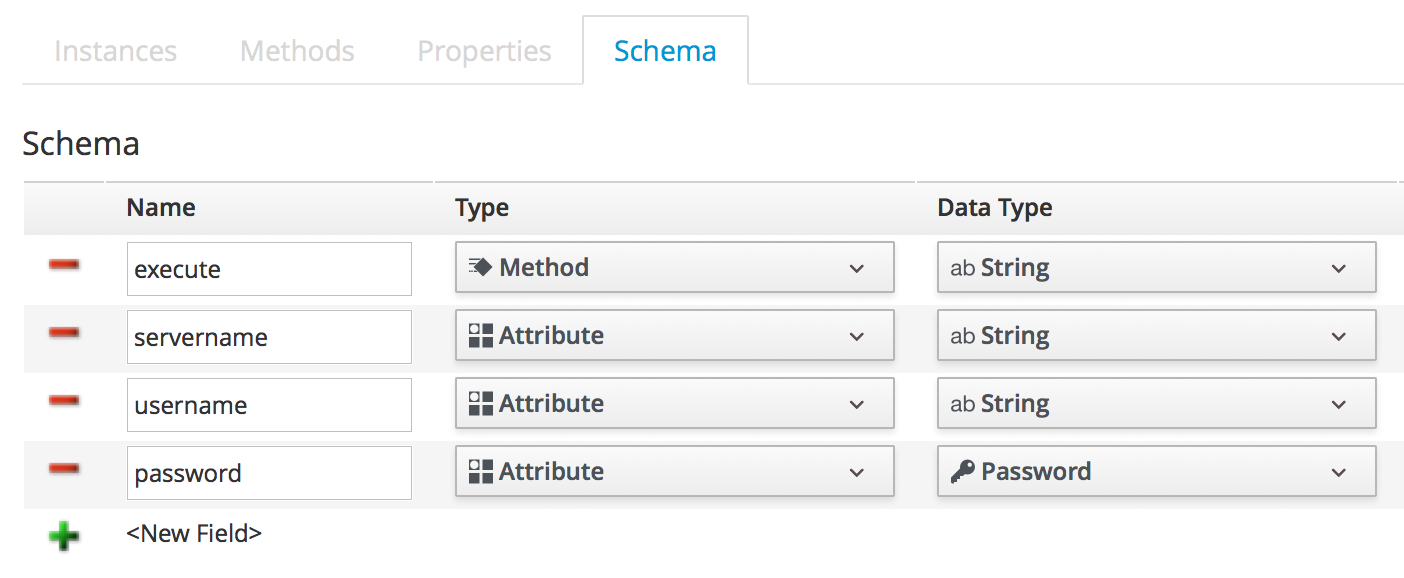 Instances Methods Properties Schema
Schema
Name Type Data Type
execute Method ab String
servername Attribute ab String
username Attribute ab String
password Attribute Password
<New Field>